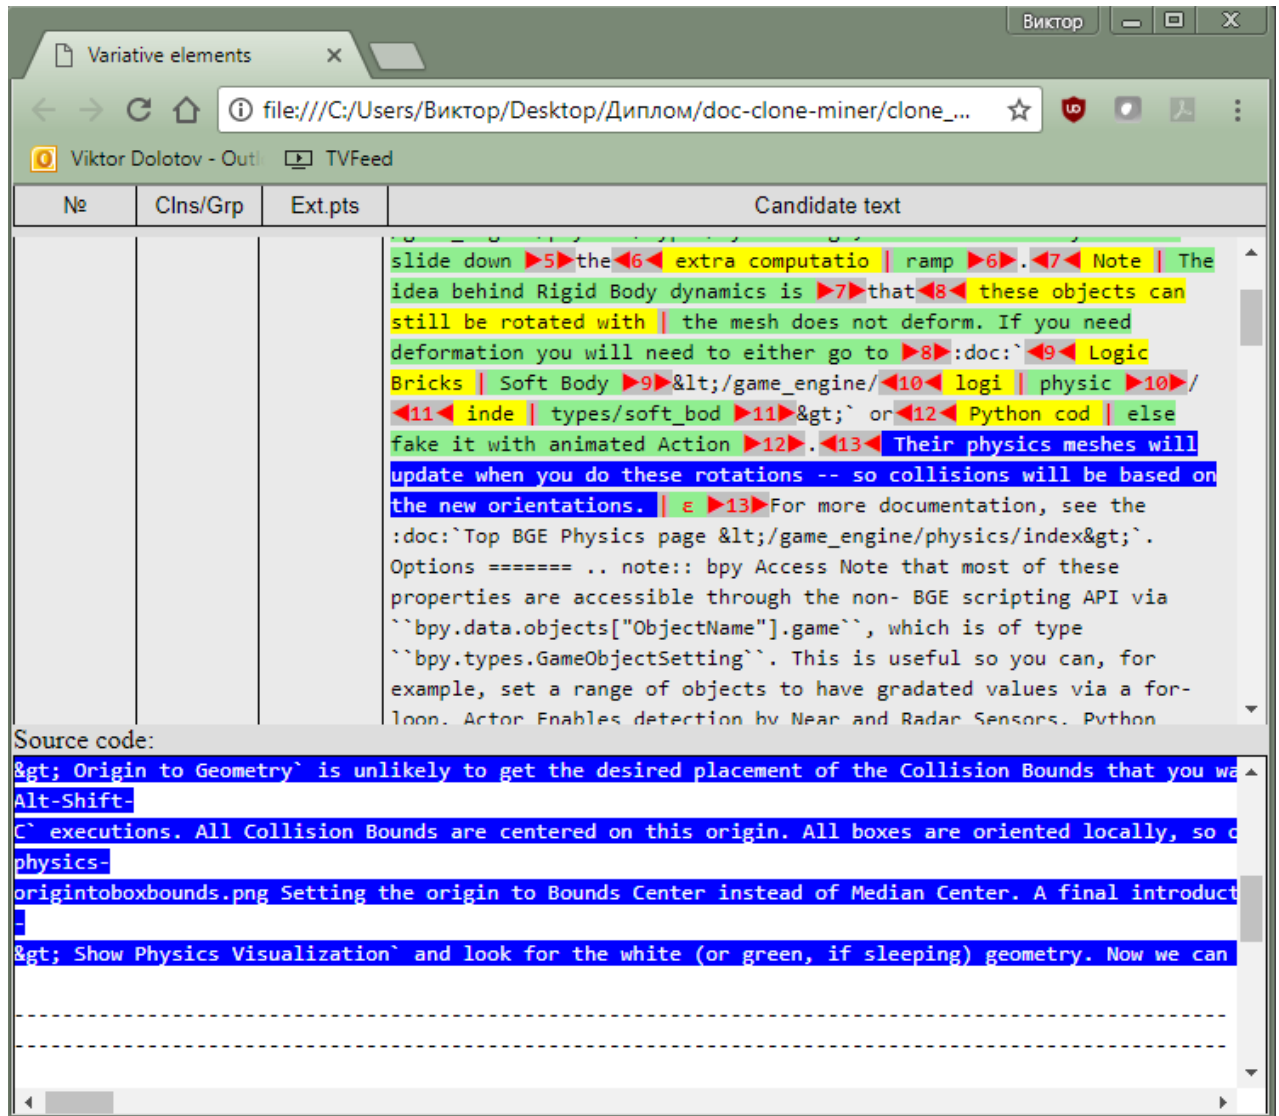 Виктор
Variative elements
file:///C:/Users/Виктор/Desktop/Диплом/doc-clone-miner/clone_...
Viktor Dolotov - Outl TVFeed
№ Clns/Grp Ext.pts Candidate text
slide down ▶5▶the◀6◀ extra computatio | ramp ▶6▶.◀7◀ Note | The
idea behind Rigid Body dynamics is ▶7▶that◀8◀ these objects can
still be rotated with | the mesh does not deform. If you need
deformation you will need to either go to ▶8▶:doc:`◀9◀ Logic
Bricks | Soft Body ▶9▶&lt;/game_engine/◀10◀ logi | physic ▶10▶/
◀11◀ inde | types/soft_bod ▶11▶&gt;` or◀12◀ Python cod | else
fake it with animated Action ▶12▶.◀13◀ Their physics meshes will
update when you do these rotations -- so collisions will be based on
the new orientations. | ε ▶13▶For more documentation, see the
:doc:`Top BGE Physics page &lt;/game_engine/physics/index&gt;`.
Options ======= .. note:: bpy Access Note that most of these
properties are accessible through the non- BGE scripting API via
``bpy.data.objects["ObjectName"].game``, which is of type
``bpy.types.GameObjectSetting``. This is useful so you can, for
example, set a range of objects to have gradated values via a for-
loop. Actor Enables detection by Near and Radar Sensors. Python
Source code:
&gt; Origin to Geometry` is unlikely to get the desired placement of the Collision Bounds that you wa
Alt-Shift-
C` executions. All Collision Bounds are centered on this origin. All boxes are oriented locally, so c
physics-
origintoboxbounds.png Setting the origin to Bounds Center instead of Median Center. A final introduct
-
&gt; Show Physics Visualization` and look for the white (or green, if sleeping) geometry. Now we can
-----------------------------------------------------------------------------------------------------
-----------------------------------------------------------------------------------------------------